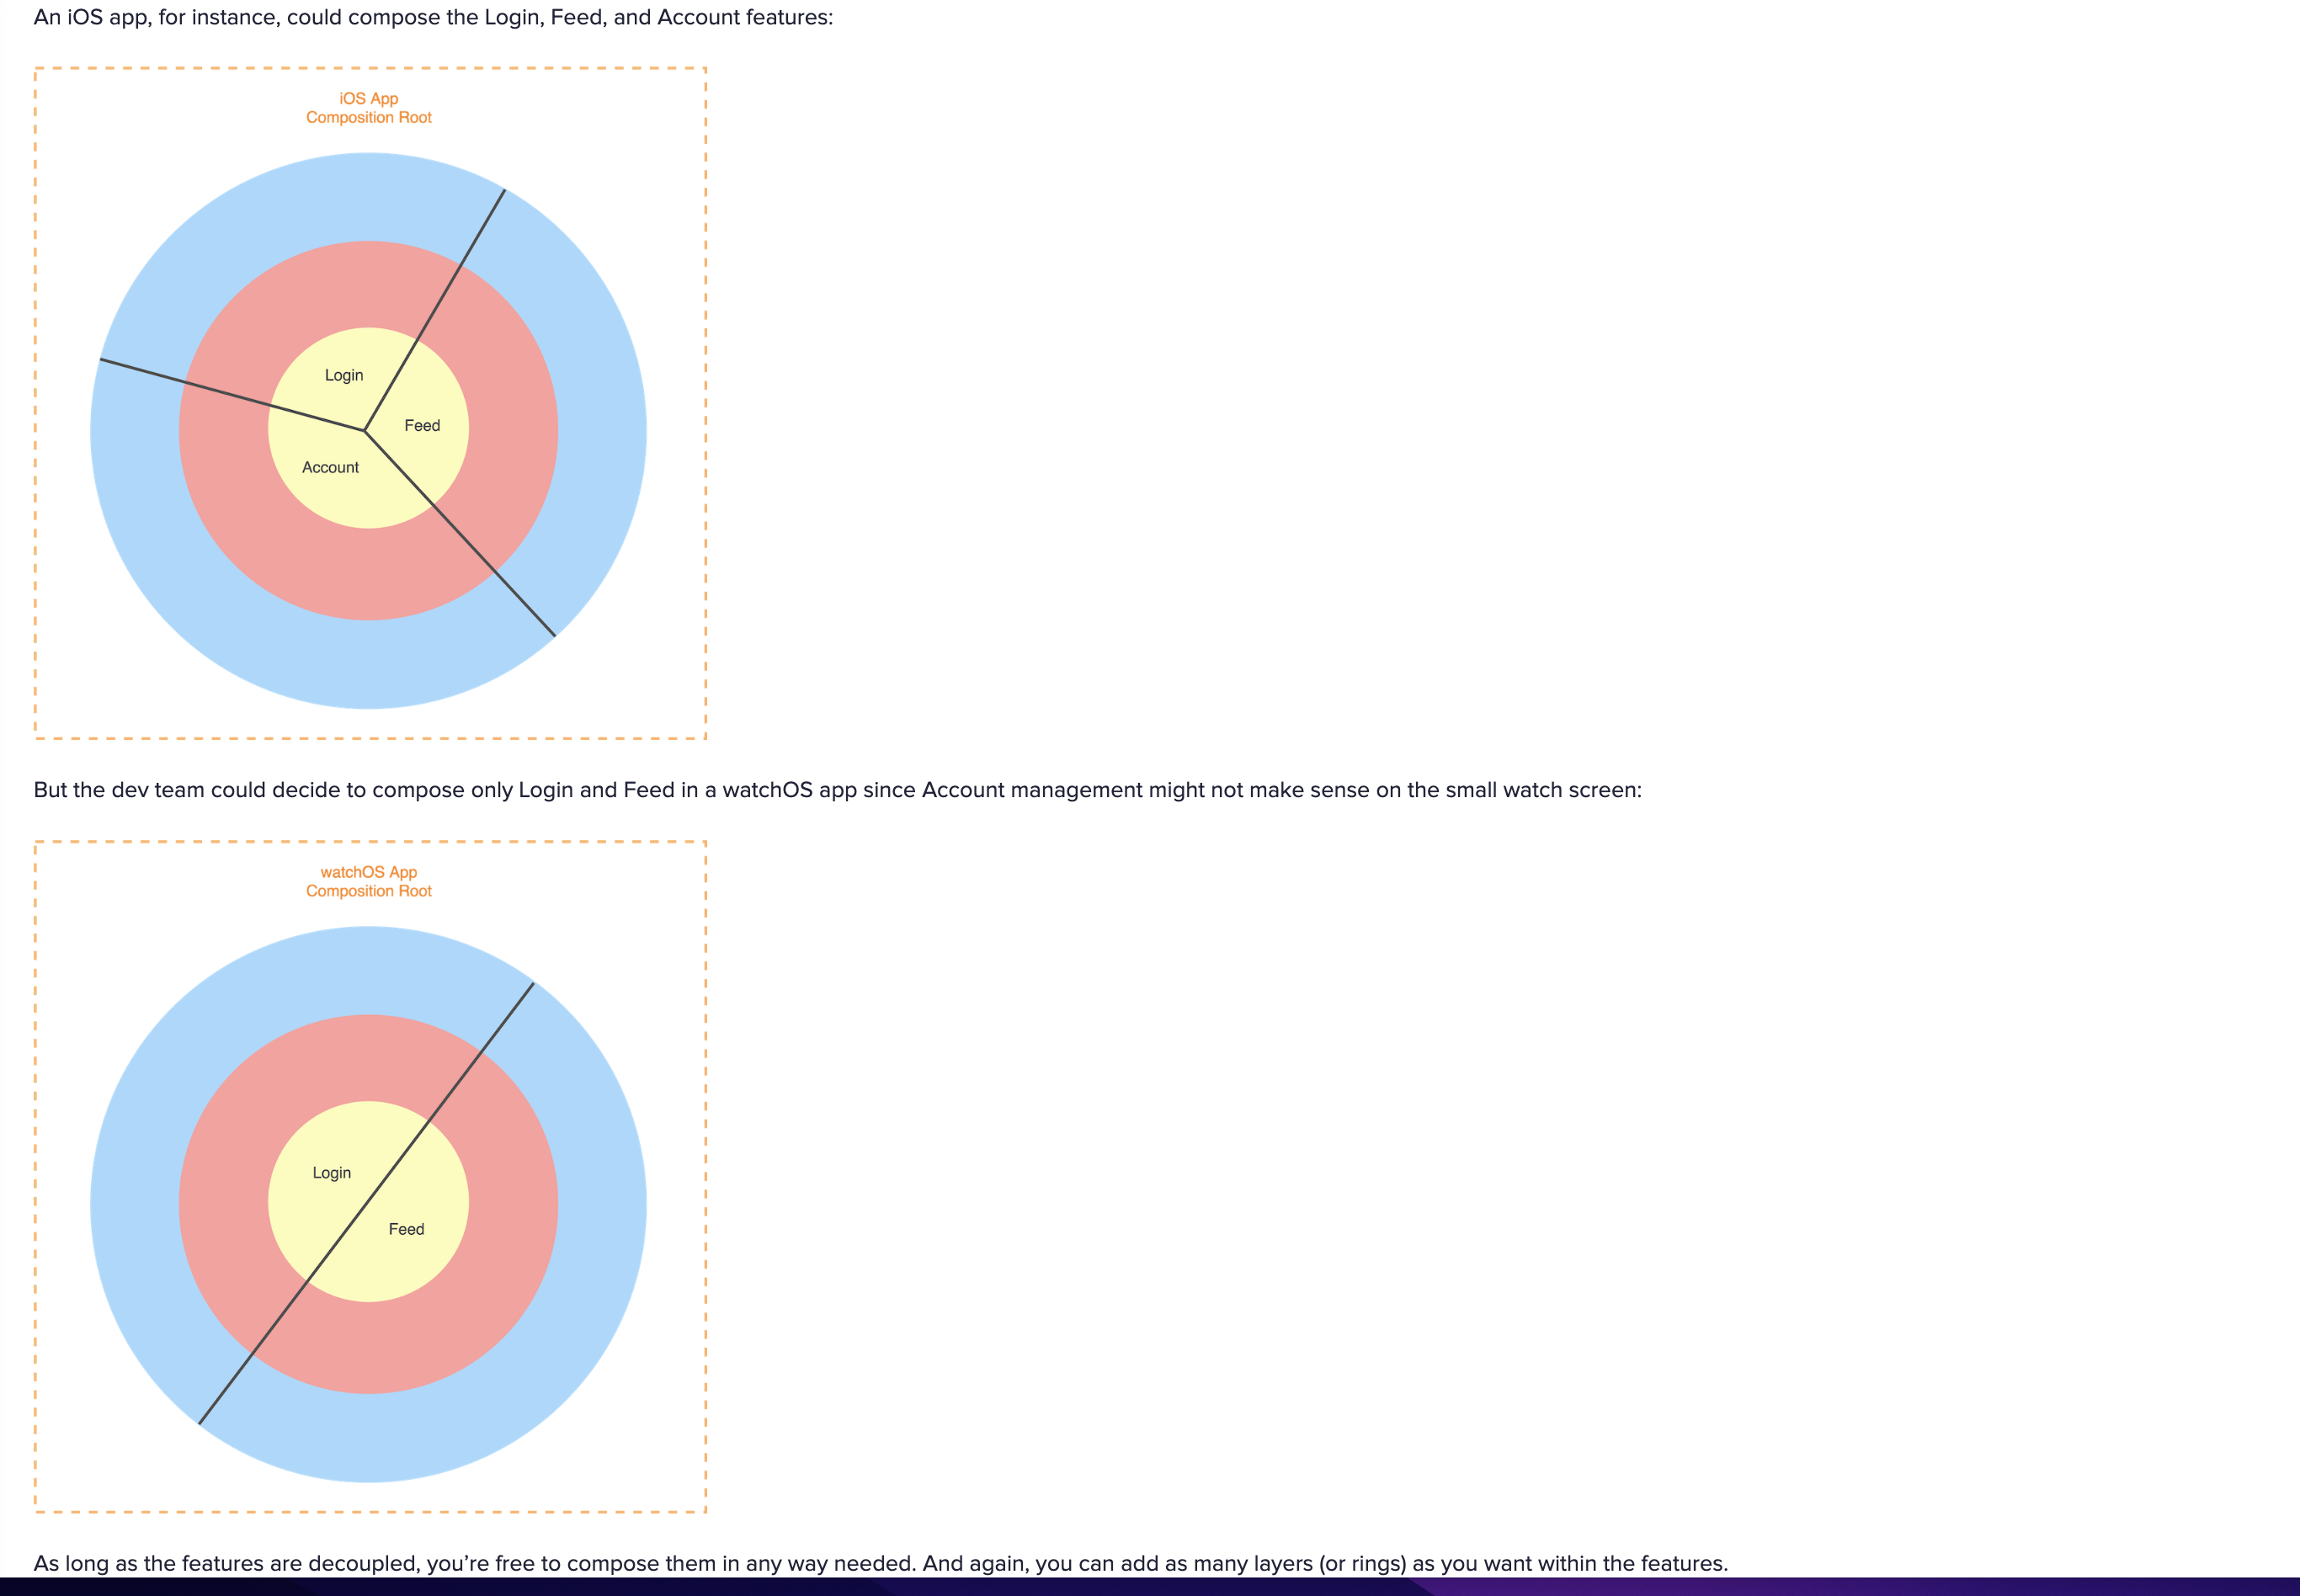 An iOS app, for instance, could compose the Login, Feed, and Account features:
iOS App
Composition Root
Login
Feed
Account
But the dev team could decide to compose only Login and Feed in a watchOS app since Account management might not make sense on the small watch screen:
watchOS App
Composition Root
Login
Feed
As long as the features are decoupled, you’re free to compose them in any way needed. And again, you can add as many layers (or rings) as you want within the features.